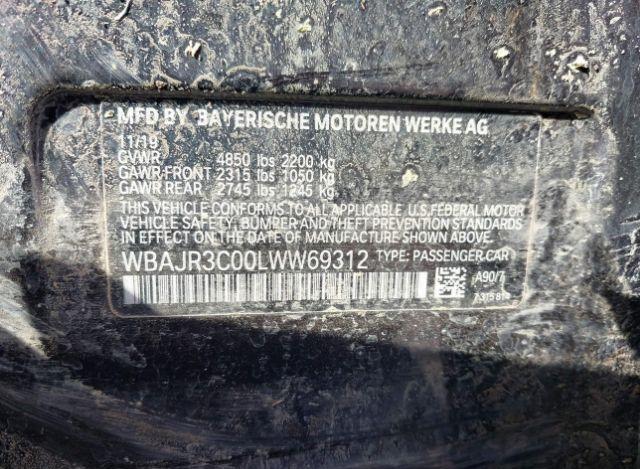 MFD BY BAYERISCHE MOTOREN WERKE AG
11/19
GVWR 4850 lbs 2200 kg
GAWR FRONT 2315 lbs 1050 kg
GAWR REAR 2745 lbs 1245 kg
THIS VEHICLE CONFORMS TO ALL APPLICABLE U.S. FEDERAL MOTOR
VEHICLE SAFETY, BUMPER AND THEFT PREVENTION STANDARDS
IN EFFECT ON THE DATE OF MANUFACTURE SHOWN ABOVE.
WBAJR3C00LWW69312 TYPE: PASSENGER CAR
A90/7